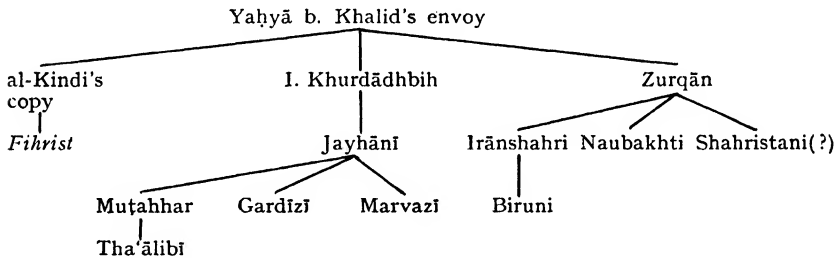 Yaḥyā b. Khalid's envoy
al-Kindi's I. Khurdādhbih Zurqān
copy
Fihrist Jayhānī Irānshahri Naubakhti Shahristani(?)
Muṭahhar Gardīzī Marvazī Biruni
Tha‘ālibī